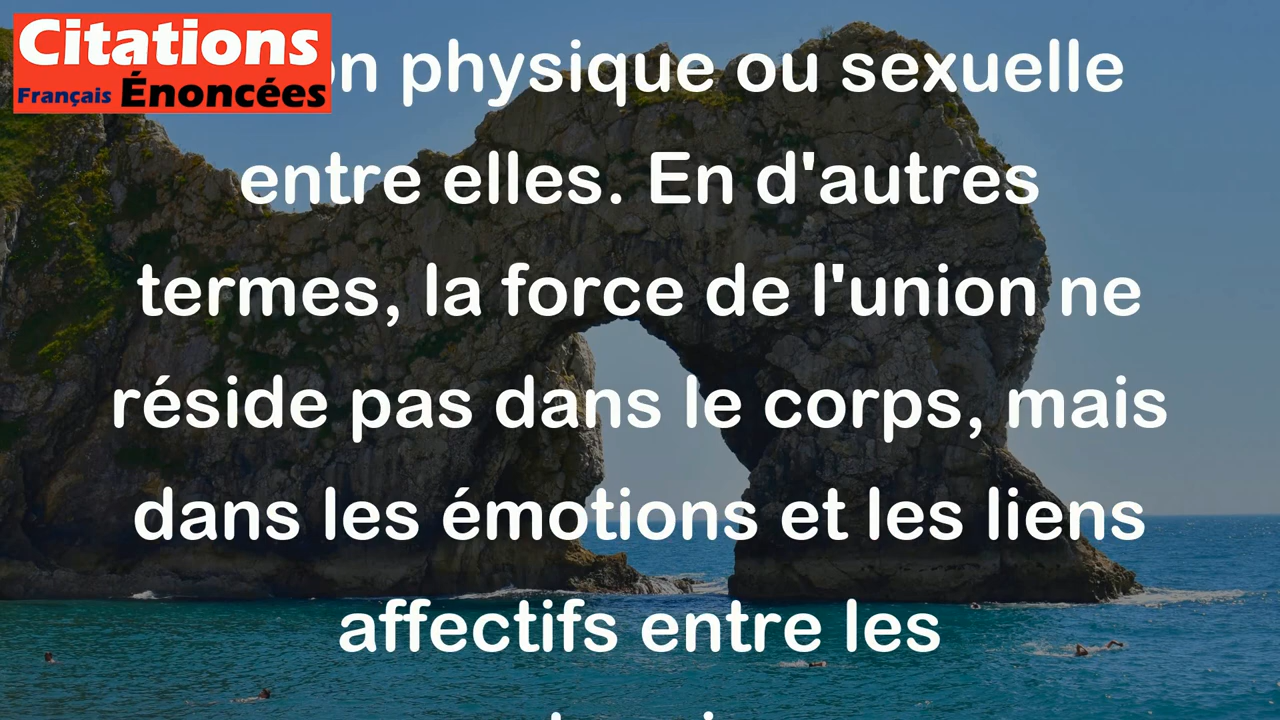 Citations
Français Énoncées
physique ou sexuelle
entre elles. En d'autres
termes, la force de l'union ne
réside pas dans le corps, mais
dans les émotions et les liens
affectifs entre les